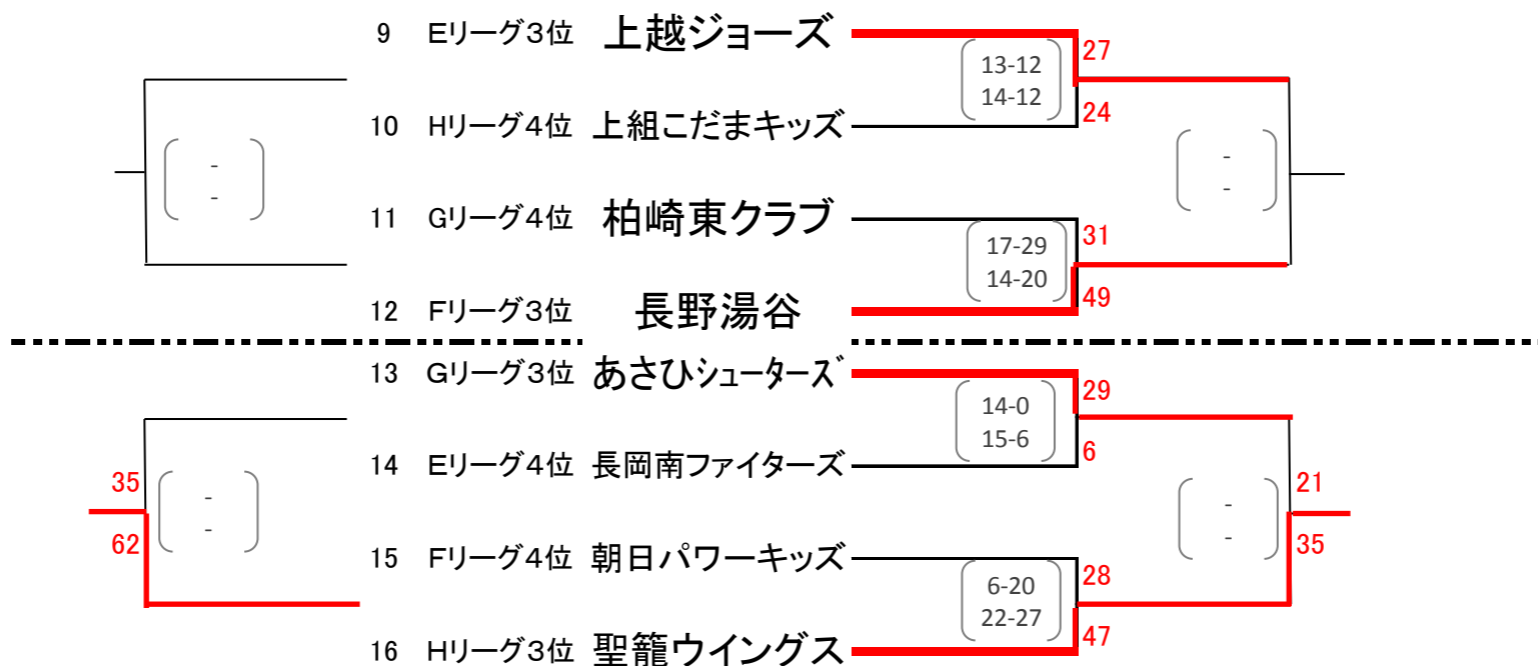 9 Eリーグ3位 上越ジョーズ 27
13-12
14-12
10 Hリーグ4位 上組こだまキッズ 24
- -
- -
11 Gリーグ4位 柏崎東クラブ 31
17-29
14-20
12 Fリーグ3位 長野湯谷 49
13 Gリーグ3位 あさひシューターズ 29
14-0
15-6
14 Eリーグ4位 長岡南ファイターズ 6
35 - - 21
62 - - 35
15 Fリーグ4位 朝日パワーキッズ 28
6-20
22-27
16 Hリーグ3位 聖籠ウイングス 47